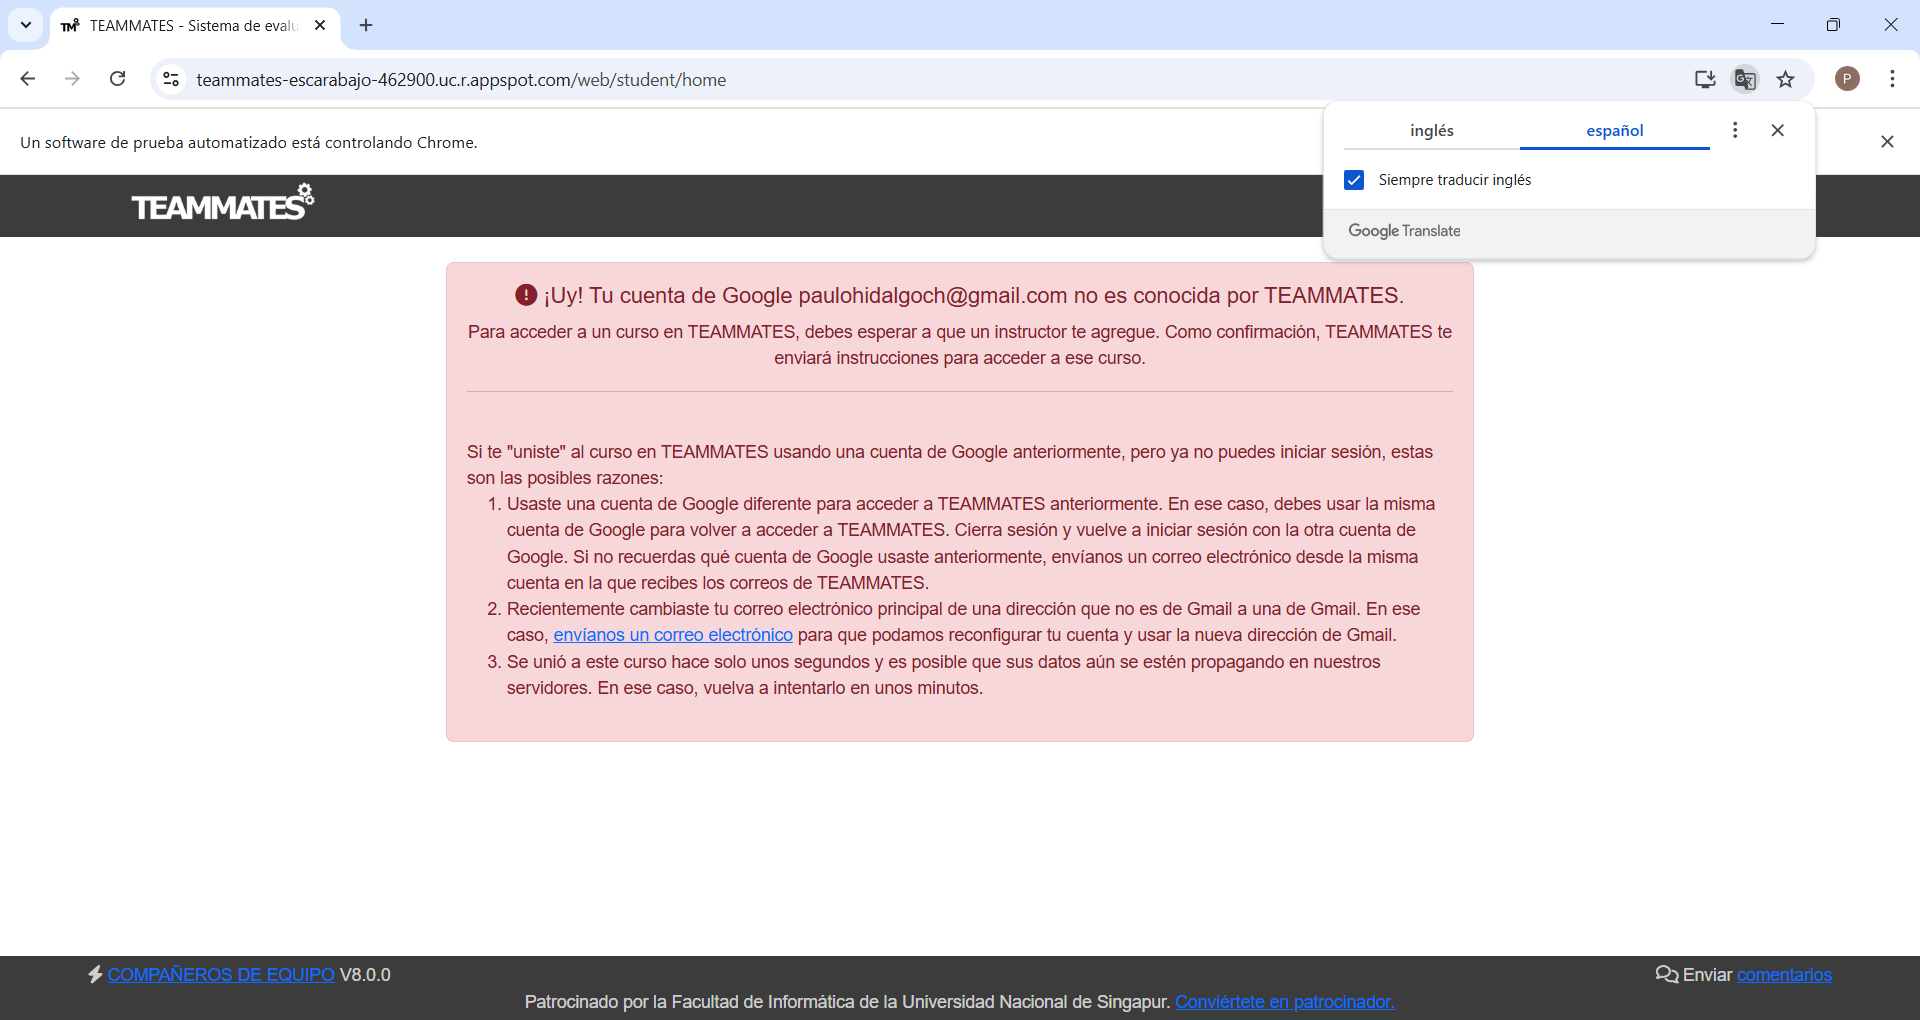 TEAMMATES - Sistema de evalu
teammates-escarabajo-462900.uc.r.appspot.com/web/student/home
P
Un software de prueba automatizado está controlando Chrome.
inglés español
Siempre traducir inglés
Google Translate
TEAMMATES
¡Uy! Tu cuenta de Google paulohidalgoch@gmail.com no es conocida por TEAMMATES.
Para acceder a un curso en TEAMMATES, debes esperar a que un instructor te agregue. Como confirmación, TEAMMATES te
enviará instrucciones para acceder a ese curso.
Si te "uniste" al curso en TEAMMATES usando una cuenta de Google anteriormente, pero ya no puedes iniciar sesión, estas
son las posibles razones:
1. Usaste una cuenta de Google diferente para acceder a TEAMMATES anteriormente. En ese caso, debes usar la misma
cuenta de Google para volver a acceder a TEAMMATES. Cierra sesión y vuelve a iniciar sesión con la otra cuenta de
Google. Si no recuerdas qué cuenta de Google usaste anteriormente, envíanos un correo electrónico desde la misma
cuenta en la que recibes los correos de TEAMMATES.
2. Recientemente cambiaste tu correo electrónico principal de una dirección que no es de Gmail a una de Gmail. En ese
caso, envíanos un correo electrónico para que podamos reconfigurar tu cuenta y usar la nueva dirección de Gmail.
3. Se unió a este curso hace solo unos segundos y es posible que sus datos aún se estén propagando en nuestros
servidores. En ese caso, vuelva a intentarlo en unos minutos.
COMPAÑEROS DE EQUIPO V8.0.0
Enviar comentarios
Patrocinado por la Facultad de Informática de la Universidad Nacional de Singapur. Conviértete en patrocinador.